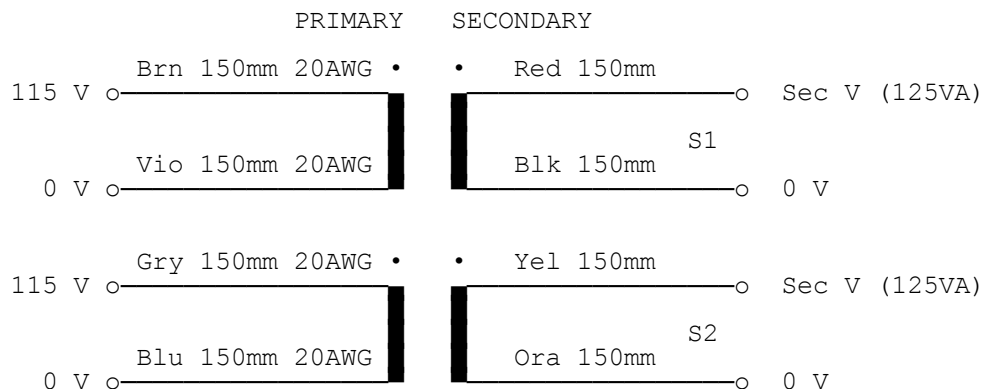 PRIMARY SECONDARY
Brn 150mm 20AWG • • Red 150mm
115 V Sec V (125VA)
S1
Vio 150mm 20AWG Blk 150mm
0 V 0 V
Gry 150mm 20AWG • • Yel 150mm
115 V Sec V (125VA)
S2
Blu 150mm 20AWG Ora 150mm
0 V 0 V